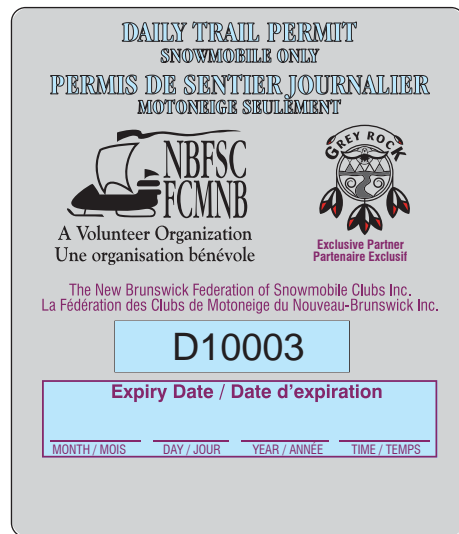 DAILY TRAIL PERMIT
SNOWMOBILE ONLY
PERMIS DE SENTIER JOURNALIER
MOTONEIGE SEULEMENT
NBFSC
FCMNB
A Volunteer Organization
Une organisation bénévole
GREY ROCK
Exclusive Partner
Partenaire Exclusif
The New Brunswick Federation of Snowmobile Clubs Inc.
La Fédération des Clubs de Motoneige du Nouveau-Brunswick Inc.
D10003
Expiry Date / Date d'expiration
MONTH / MOIS DAY / JOUR YEAR / ANNÉE TIME / TEMPS